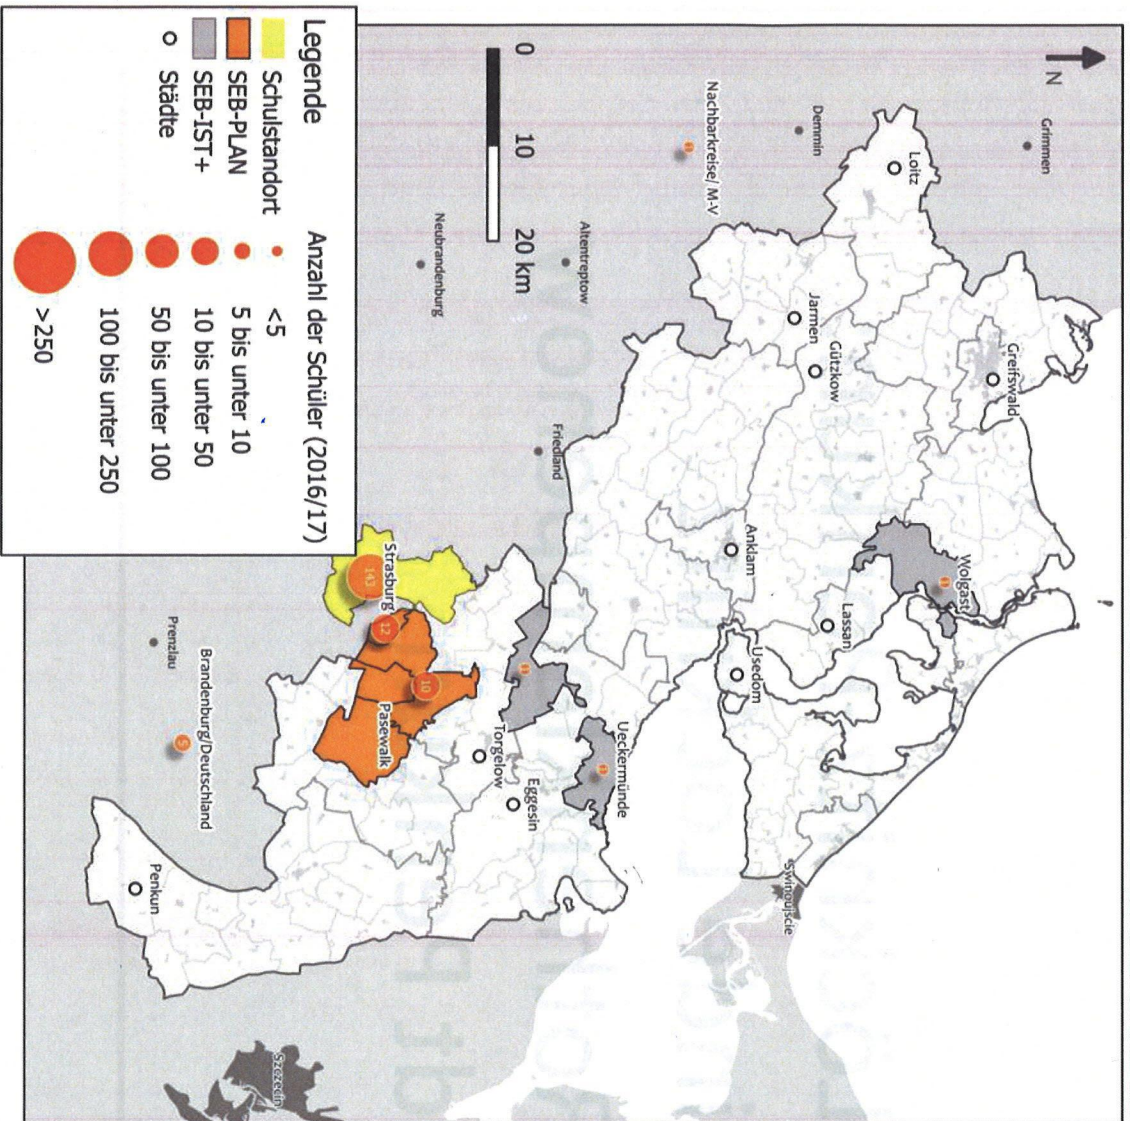 N
Grimmen
Loitz
Demmin
Nachbarkreise/ M-V
Greifswald
Jarmen
Gützkow
Altentreptow
Neubrandenburg
0 10 20 km
Friedland
Anklam
Wolgast
1
Lassan
Usedom
Ueckermünde
Torgelow
Eggesin
Strasburg
143
12
10
Pasewalk
Prenzlau
Brandenburg/Deutschland
5
Penkun
Swinoujscie
Szczecin
Legende
Schulstandort
SEB-PLAN
SEB-IST+
Städte
Anzahl der Schüler (2016/17)
<5
5 bis unter 10
10 bis unter 50
50 bis unter 100
100 bis unter 250
>250